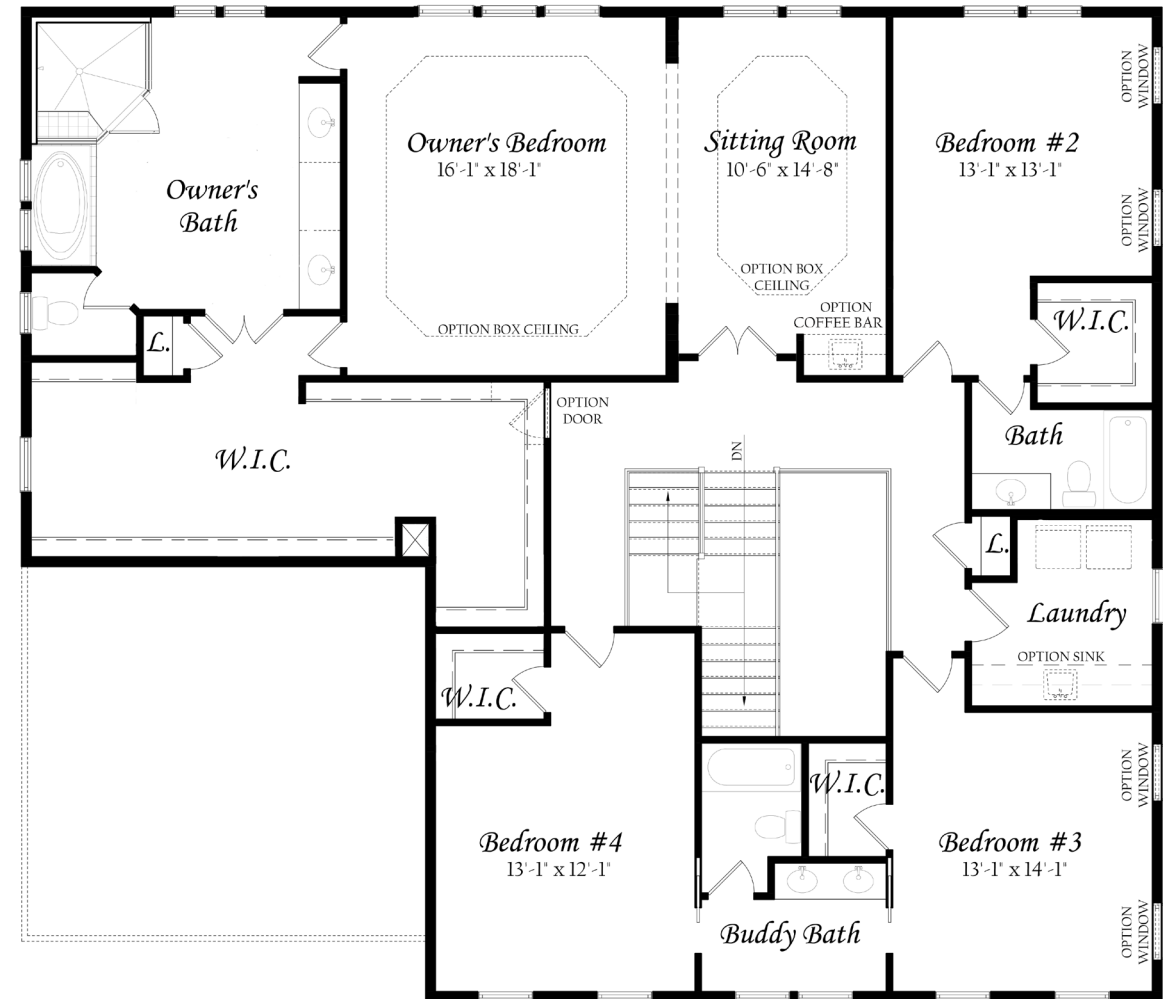 OPTION
WINDOW
Owner's Bedroom
16'-1" x 18'-1"
Sitting Room
10'-6" x 14'-8"
Bedroom #2
13'-1" x 13'-1"
Owner's
Bath
OPTION
WINDOW
OPTION BOX
CEILING
OPTION BOX CEILING
OPTION
COFFEE BAR
W.I.C.
L.
OPTION
DOOR
W.I.C.
DN
Bath
L.
Laundry
OPTION SINK
W.I.C.
OPTION
WINDOW
W.I.C.
Bedroom #4
13'-1" x 12'-1"
Bedroom #3
13'-1" x 14'-1"
Buddy Bath
OPTION
WINDOW